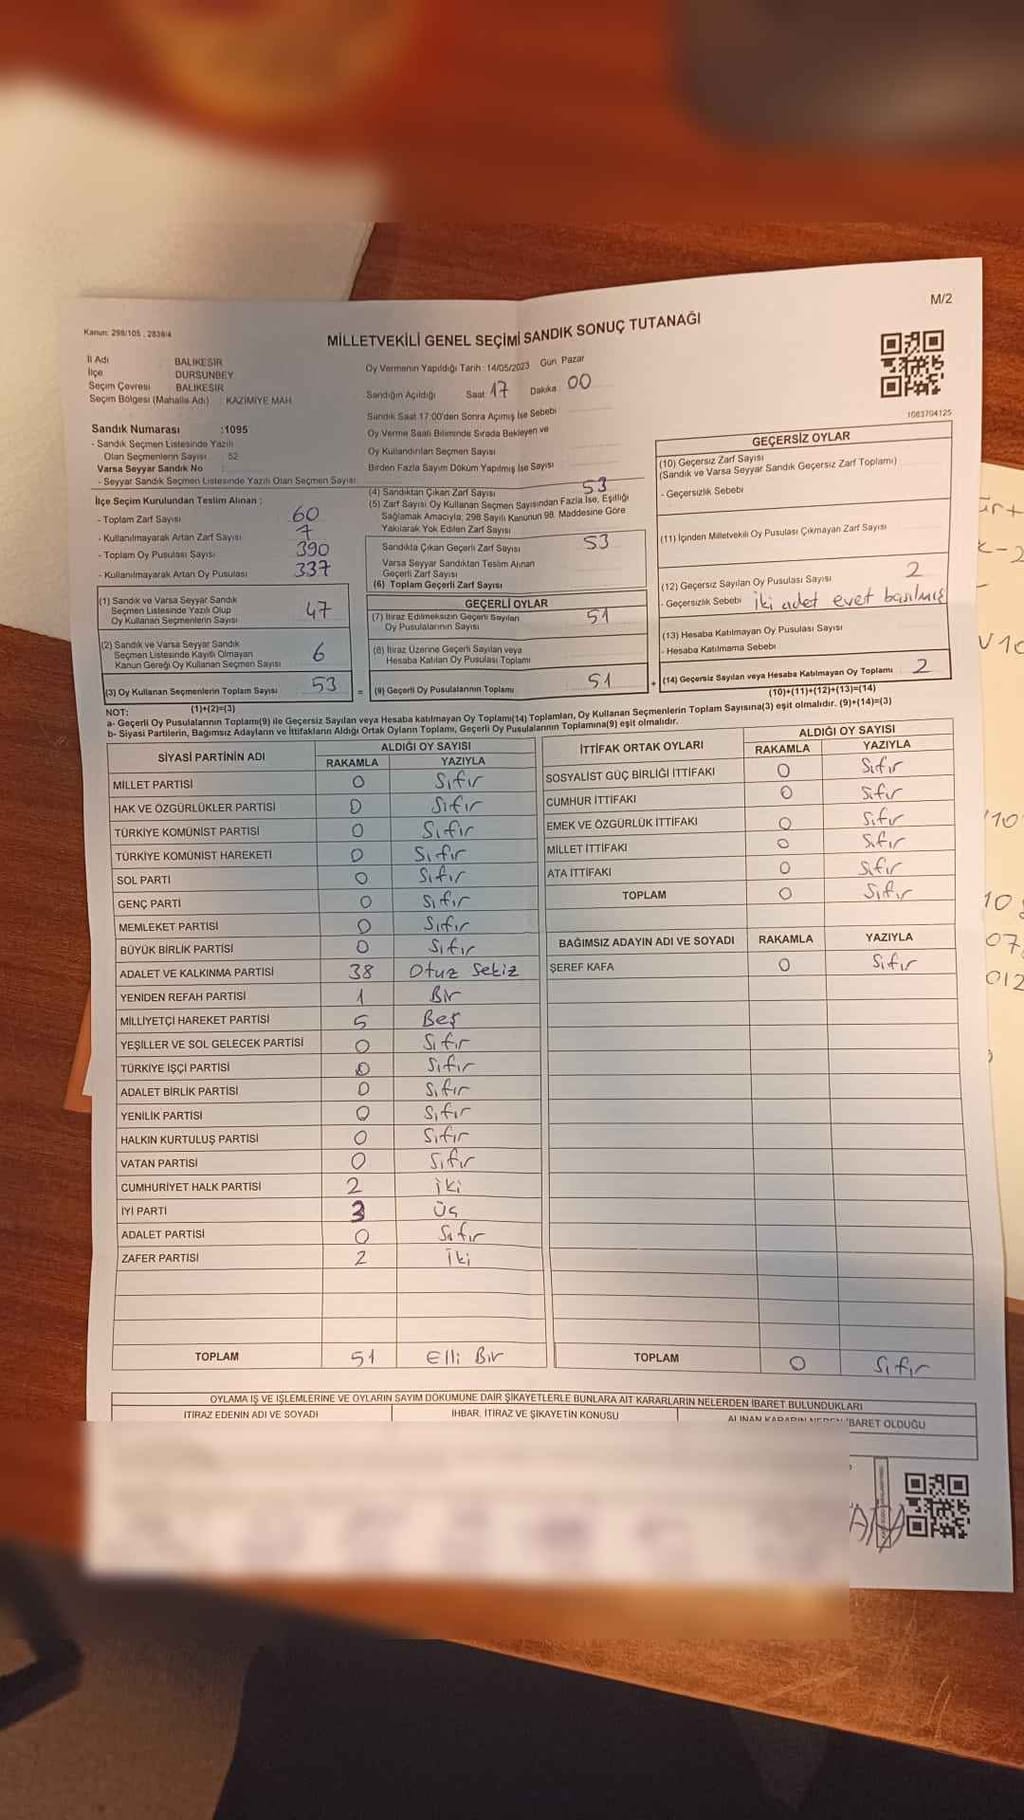 M/2
Kanun: 298/105 , 2839/4
MİLLETVEKİLİ GENEL SEÇİMİ SANDIK SONUÇ TUTANAĞI
İl Adı BALIKESİR
İlçe DURSUNBEY
Seçim Çevresi BALIKESİR
Seçim Bölgesi (Mahalle Adı) : KAZIMİYE MAH.
Oy Vermenin Yapıldığı Tarih : 14/05/2023 Gün Pazar
Sandığın Açıldığı Saat 17 Dakika 00
Sandık Saat 17:00'den Sonra Açmış İse Sebebi
Oy Verme Saati Bitiminde Sırada Bekleyen ve
Oy Kullandırılan Seçmen Sayısı
Birden Fazla Sayım Döküm Yapılmış İse Sayısı
1083704125
Sandık Numarası :1095
- Sandık Seçmen Listesinde Yazılı
Olan Seçmenlerin Sayısı 52
Varsa Seyyar Sandık No
- Seyyar Sandık Seçmen Listesinde Yazılı Olan Seçmen Sayısı
İlçe Seçim Kurulundan Teslim Alınan ;
- Toplam Zarf Sayısı 60
- Kullanılmayarak Artan Zarf Sayısı 7
- Toplam Oy Pusulası Sayısı 390
- Kullanılmayarak Artan Oy Pusulası 337
(1) Sandık ve Varsa Seyyar Sandık
Seçmen Listesinde Yazılı Olup
Oy Kullanan Seçmenlerin Sayısı 47
(2) Sandık ve Varsa Seyyar Sandık
Seçmen Listesinde Kayıtlı Olmayan
Kanun Gereği Oy Kullanan Seçmen Sayısı 6
(3) Oy Kullanan Seçmenlerin Toplam Sayısı 53
(1)+(2)=(3)
(4) Sandıktan Çıkan Zarf Sayısı 53
(5) Zarf Sayısı Oy Kullanan Seçmen Sayısından Fazla İse, Eşitliği
Sağlamak Amacıyla, 298 Sayılı Kanunun 98. Maddesine Göre
Yakılarak Yok Edilen Zarf Sayısı
Sandıkta Çıkan Geçerli Zarf Sayısı 53
Varsa Seyyar Sandıktan Teslim Alınan
Geçerli Zarf Sayısı
(6) Toplam Geçerli Zarf Sayısı
GEÇERLİ OYLAR
(7) İtiraz Edilmeksizin Geçerli Sayılan
Oy Pusulalarının Sayısı 51
(8) İtiraz Üzerine Geçerli Sayılan veya
Hesaba Katılan Oy Pusulası Toplamı
= (9) Geçerli Oy Pusulalarının Toplamı 51
GEÇERSİZ OYLAR
(10) Geçersiz Zarf Sayısı
(Sandık ve Varsa Seyyar Sandık Geçersiz Zarf Toplamı)
- Geçersizlik Sebebi
(11) İçinden Milletvekili Oy Pusulası Çıkmayan Zarf Sayısı
(12) Geçersiz Sayılan Oy Pusulası Sayısı 2
- Geçersizlik Sebebi iki adet evet basılmış
(13) Hesaba Katılmayan Oy Pusulası Sayısı
- Hesaba Katılmama Sebebi
+ (14) Geçersiz Sayılan veya Hesaba Katılmayan Oy Toplamı 2
(10)+(11)+(12)+(13)=(14)
NOT:
a- Geçerli Oy Pusulalarının Toplamı(9) ile Geçersiz Sayılan veya Hesaba katılmayan Oy Toplamı(14) Toplamları, Oy Kullanan Seçmenlerin Toplam Sayısına(3) eşit olmalıdır. (9)+(14)=(3)
b- Siyasi Partilerin, Bağımsız Adayların ve İttifakların Aldığı Ortak Oyların Toplamı, Geçerli Oy Pusulalarının Toplamına(9) eşit olmalıdır.
SİYASİ PARTİNİN ADI ALDIĞI OY SAYISI
RAKAMLA YAZIYLA
MİLLET PARTİSİ 0 Sıfır
HAK VE ÖZGÜRLÜKLER PARTİSİ 0 Sıfır
TÜRKİYE KOMÜNİST PARTİSİ 0 Sıfır
TÜRKİYE KOMÜNİST HAREKETİ 0 Sıfır
SOL PARTİ 0 Sıfır
GENÇ PARTİ 0 Sıfır
MEMLEKET PARTİSİ 0 Sıfır
BÜYÜK BİRLİK PARTİSİ 0 Sıfır
ADALET VE KALKINMA PARTİSİ 38 Otuz Sekiz
YENİDEN REFAH PARTİSİ 1 Bir
MİLLİYETÇİ HAREKET PARTİSİ 5 Beş
YEŞİLLER VE SOL GELECEK PARTİSİ 0 Sıfır
TÜRKİYE İŞÇİ PARTİSİ 0 Sıfır
ADALET BİRLİK PARTİSİ 0 Sıfır
YENİLİK PARTİSİ 0 Sıfır
HALKIN KURTULUŞ PARTİSİ 0 Sıfır
VATAN PARTİSİ 0 Sıfır
CUMHURİYET HALK PARTİSİ 2 iki
İYİ PARTİ 3 Üç
ADALET PARTİSİ 0 Sıfır
ZAFER PARTİSİ 2 İki
TOPLAM 51 Elli Bir
İTTİFAK ORTAK OYLARI ALDIĞI OY SAYISI
RAKAMLA YAZIYLA
SOSYALİST GÜÇ BİRLİĞİ İTTİFAKI 0 Sıfır
CUMHUR İTTİFAKI 0 Sıfır
EMEK VE ÖZGÜRLÜK İTTİFAKI 0 Sıfır
MİLLET İTTİFAKI 0 Sıfır
ATA İTTİFAKI 0 Sıfır
TOPLAM 0 Sıfır
BAĞIMSIZ ADAYIN ADI VE SOYADI RAKAMLA YAZIYLA
ŞEREF KAFA 0 Sıfır
TOPLAM 0 Sıfır
OYLAMA İŞ VE İŞLEMLERİNE VE OYLARIN SAYIM DÖKÜMÜNE DAİR ŞİKAYETLERLE BUNLARA AİT KARARLARIN NELERDEN İBARET BULUNDUKLARI
İTİRAZ EDENİN ADI VE SOYADI İHBAR, İTİRAZ VE ŞİKAYETİN KONUSU ALINAN KARARIN NEDEN İBARET OLDUĞU